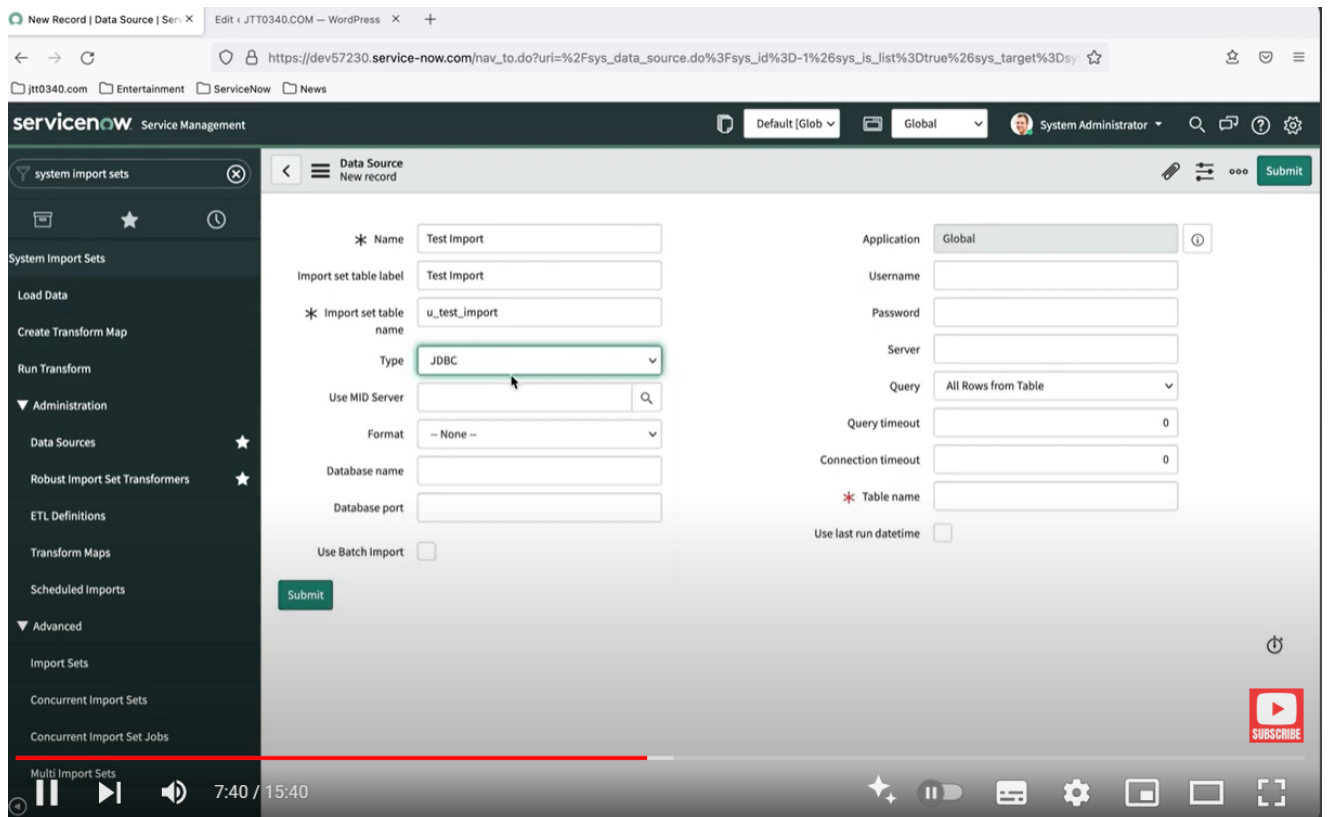 New Record | Data Source | Serv
Edit ‹ JTT0340.COM — WordPress
https://dev57230.service-now.com/nav_to.do?uri=%2Fsys_data_source.do%3Fsys_id%3D-1%26sys_is_list%3Dtrue%26sys_target%3Dsy
jtt0340.com Entertainment ServiceNow News
servicenow Service Management
Default [Glob
Global
System Administrator
system import sets
Data Source
New record
Submit
System Import Sets
Load Data
Create Transform Map
Run Transform
Administration
Data Sources
Robust Import Set Transformers
ETL Definitions
Transform Maps
Scheduled Imports
Advanced
Import Sets
Concurrent Import Sets
Concurrent Import Set Jobs
Multi Import Sets
Name Test Import
Import set table label Test Import
Import set table name u_test_import
Type JDBC
Use MID Server
Format -- None --
Database name
Database port
Use Batch Import
Submit
Application Global
Username
Password
Server
Query All Rows from Table
Query timeout 0
Connection timeout 0
Table name
Use last run datetime
SUBSCRIBE
7:40 / 15:40